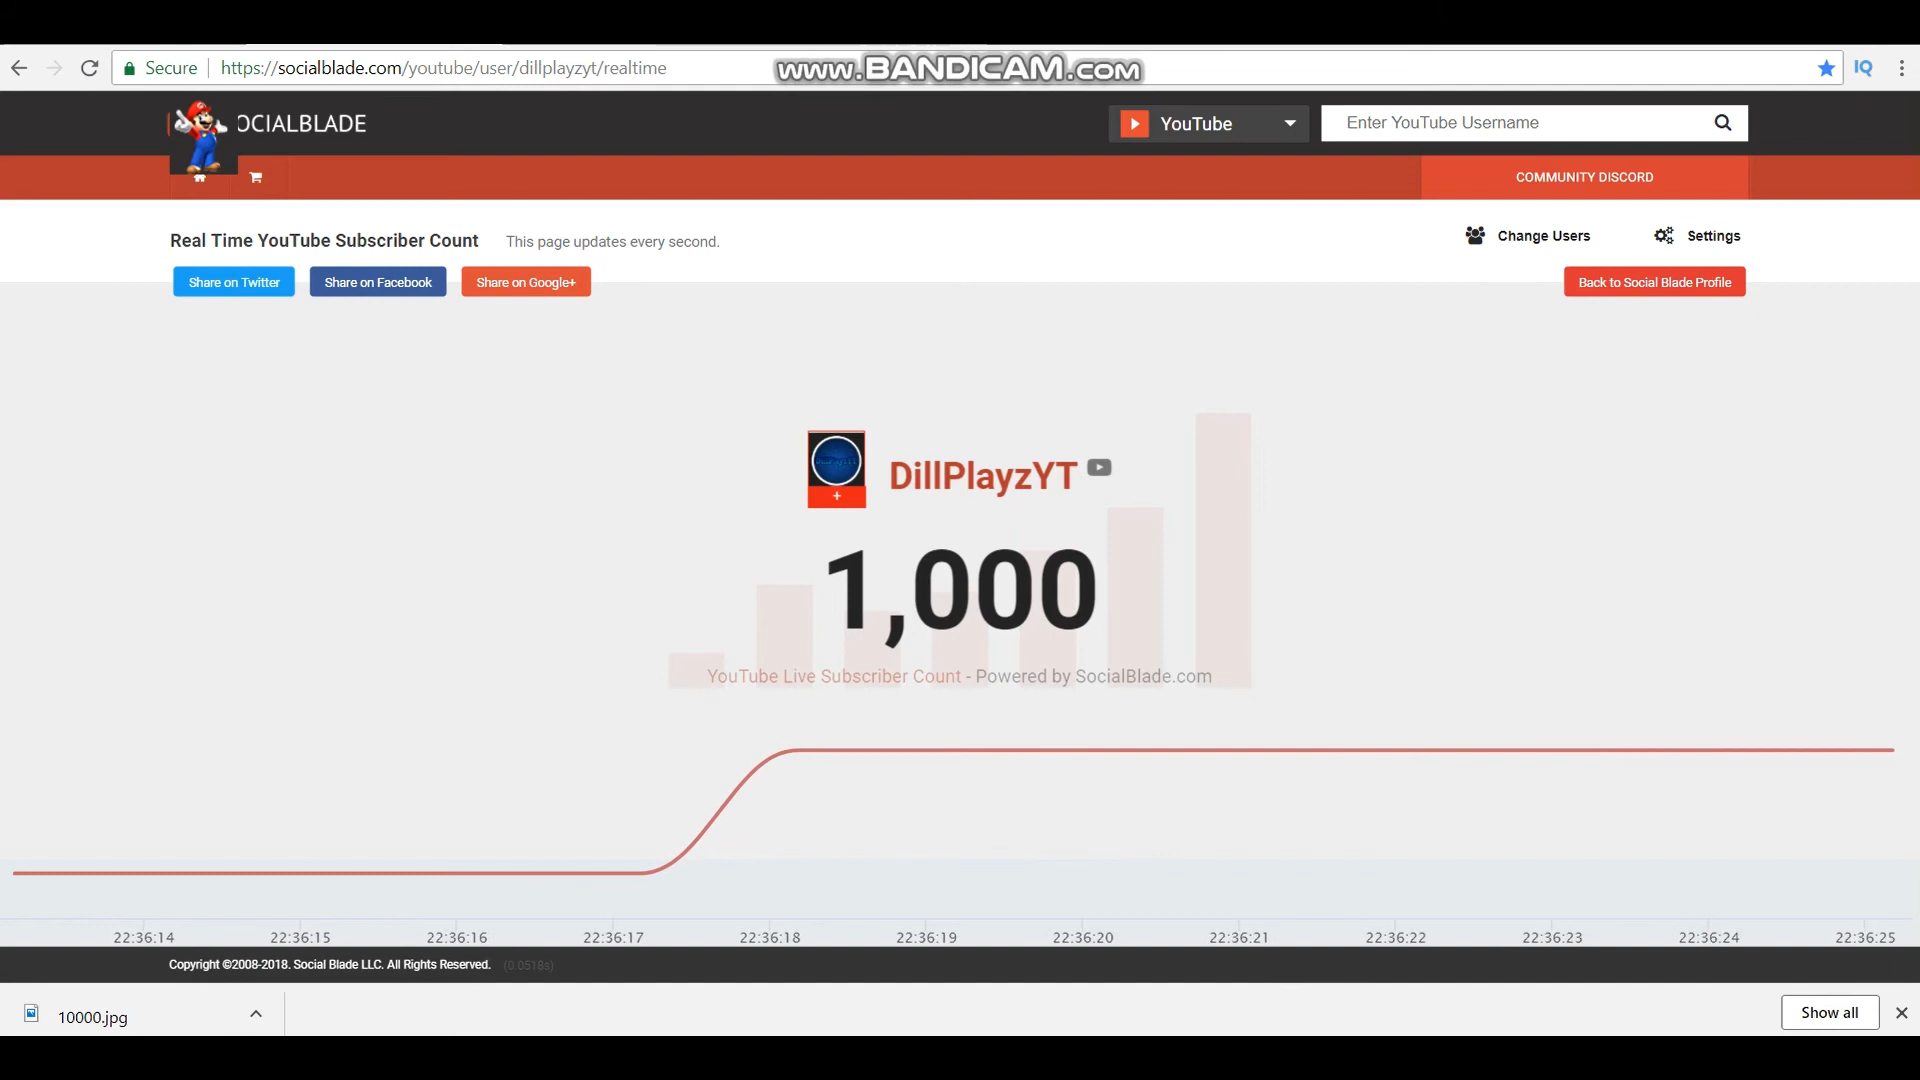 Secure https://socialblade.com/youtube/user/dillplayzyt/realtime
www.BANDICAM.com
IQ
OCIALBLADE
YouTube
Enter YouTube Username
COMMUNITY DISCORD
Real Time YouTube Subscriber Count This page updates every second.
Change Users Settings
Share on Twitter Share on Facebook Share on Google+
Back to Social Blade Profile
DillPlayzYT
+
1,000
YouTube Live Subscriber Count - Powered by SocialBlade.com
22:36:14 22:36:15 22:36:16 22:36:17 22:36:18 22:36:19 22:36:20 22:36:21 22:36:22 22:36:23 22:36:24 22:36:25
Copyright ©2008-2018. Social Blade LLC. All Rights Reserved. (0.0518s)
10000.jpg
Show all